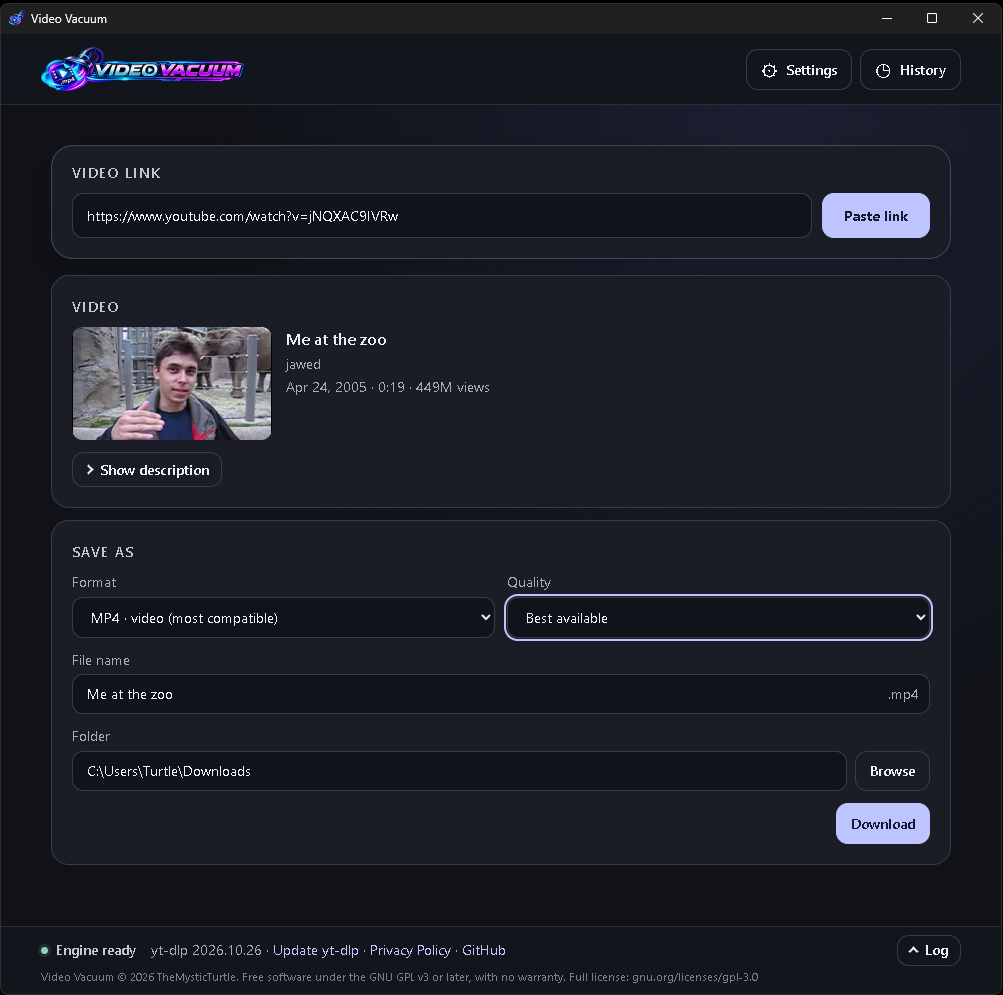 Video Vacuum
VIDEO VACUUM
Settings
History
VIDEO LINK
https://www.youtube.com/watch?v=jNQXAC9IVRw
Paste link
VIDEO
Me at the zoo
jawed
Apr 24, 2005 · 0:19 · 449M views
Show description
SAVE AS
Format
Quality
MP4 · video (most compatible)
Best available
File name
Me at the zoo
.mp4
Folder
C:\Users\Turtle\Downloads
Browse
Download
Engine ready yt-dlp 2026.10.26 · Update yt-dlp · Privacy Policy · GitHub
Log
Video Vacuum © 2026 TheMysticTurtle. Free software under the GNU GPL v3 or later, with no warranty. Full license: gnu.org/licenses/gpl-3.0